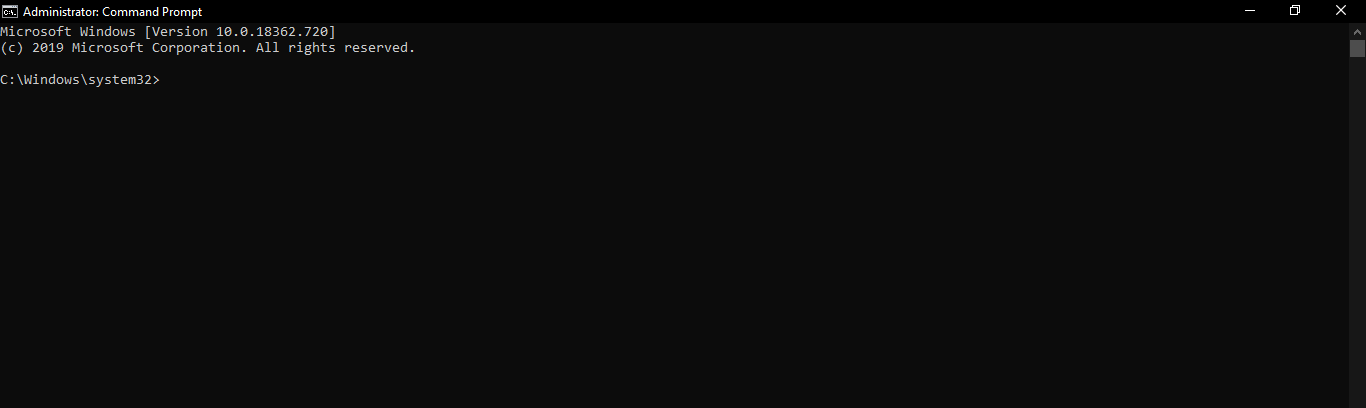 Administrator: Command Prompt
Microsoft Windows [Version 10.0.18362.720]
(c) 2019 Microsoft Corporation. All rights reserved.
C:\Windows\system32>